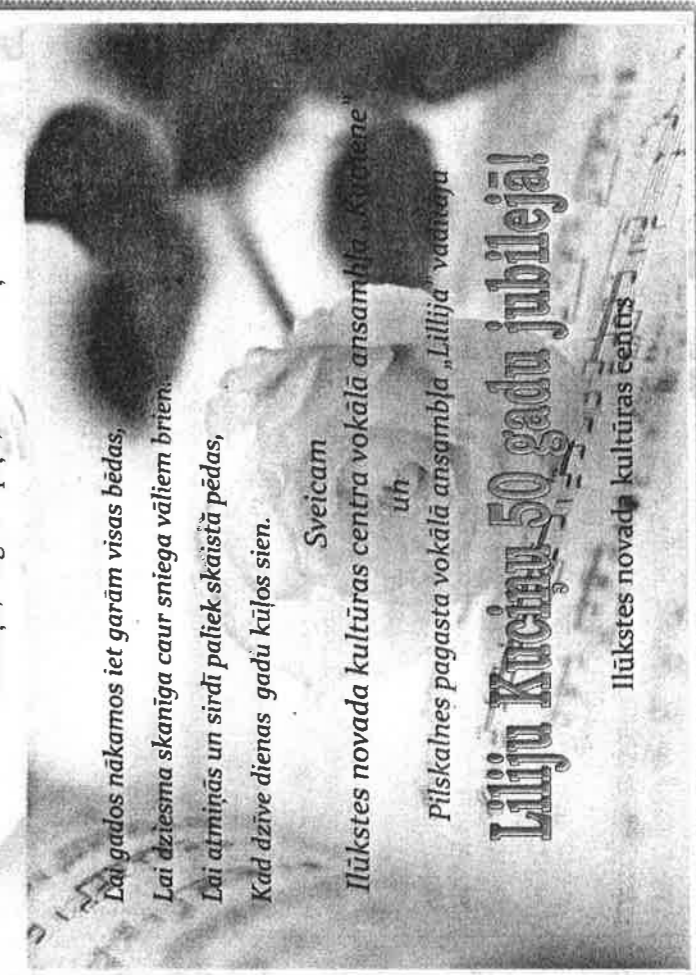 Lai gados nākamos iet garām visas bēdas,
Lai dziesma skanīga caur sniega vāliem brien.
Lai atmiņās un sirdī paliek skaistā pēdas,
Kad dzīve dienas gadu kūļos sien.
Sveicam
Ilūkstes novada kultūras centra vokālā ansambļa
un
Pilskalnes pagasta vokālā ansambļa „Lillija” vadītāju
Liliju Kuciņu 50 gadu jubilejā!
Ilūkstes novada kultūras centrs